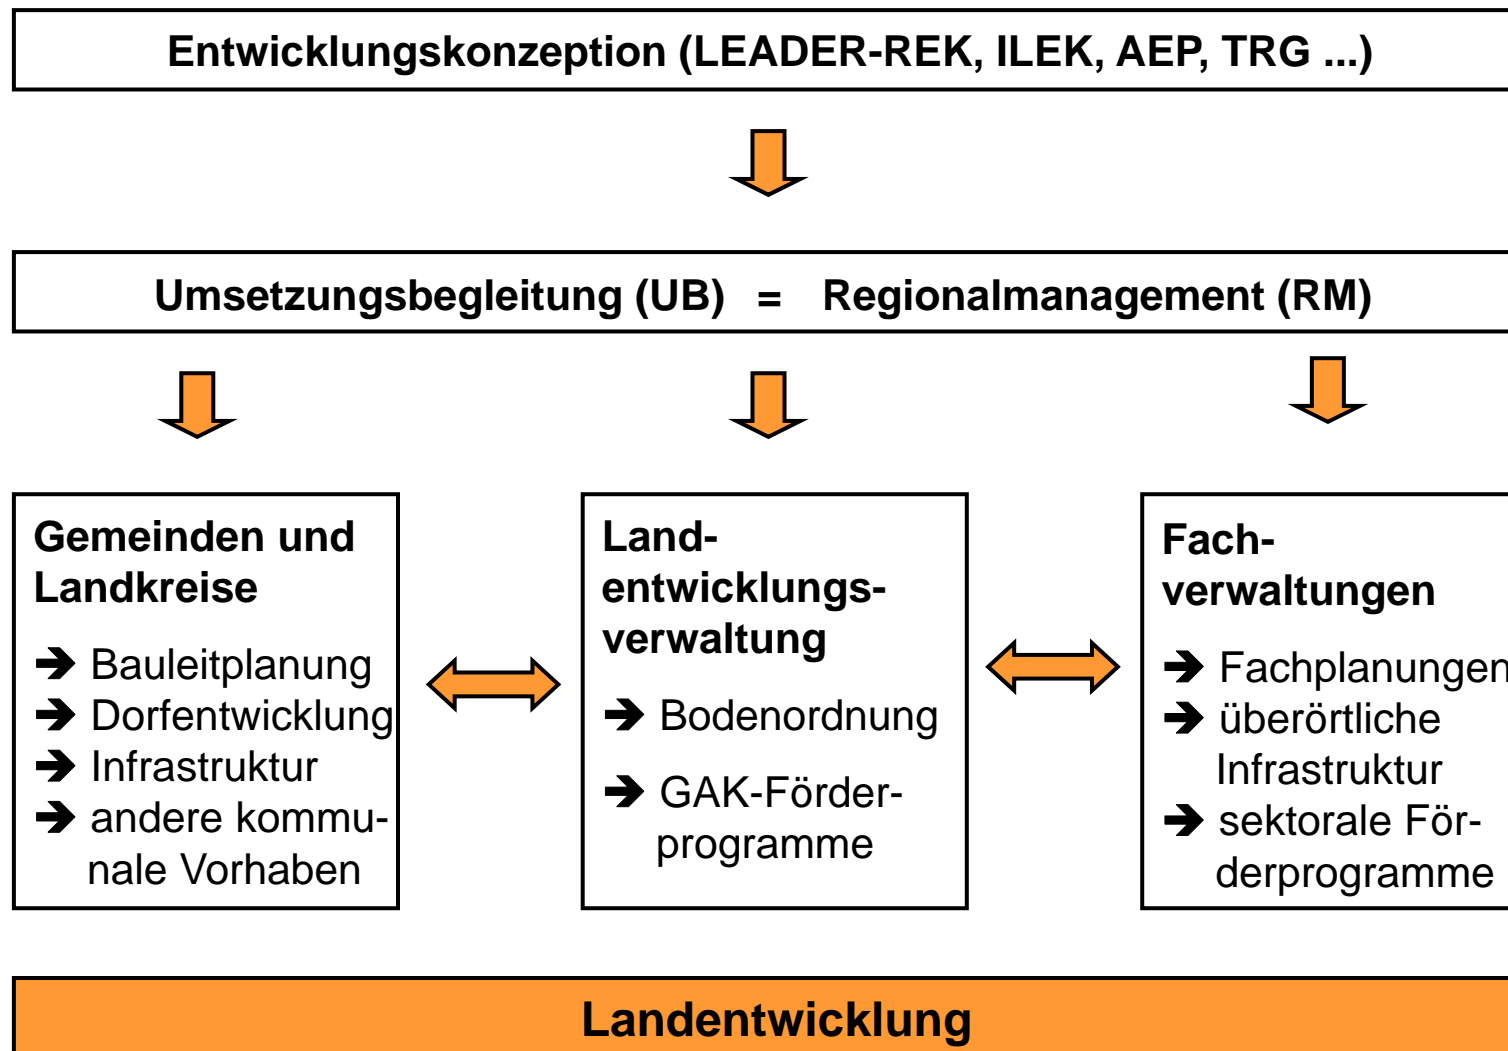 Entwicklungskonzeption (LEADER-REK, ILEK, AEP, TRG ...)
Umsetzungsbegleitung (UB) = Regionalmanagement (RM)
Gemeinden und
Landkreise
➔ Bauleitplanung
➔ Dorfentwicklung
➔ Infrastruktur
➔ andere kommu-
nale Vorhaben
Land-
entwicklungs-
verwaltung
➔ Bodenordnung
➔ GAK-Förder-
programme
Fach-
verwaltungen
➔ Fachplanungen
➔ überörtliche
Infrastruktur
➔ sektorale För-
derprogramme
Landentwicklung